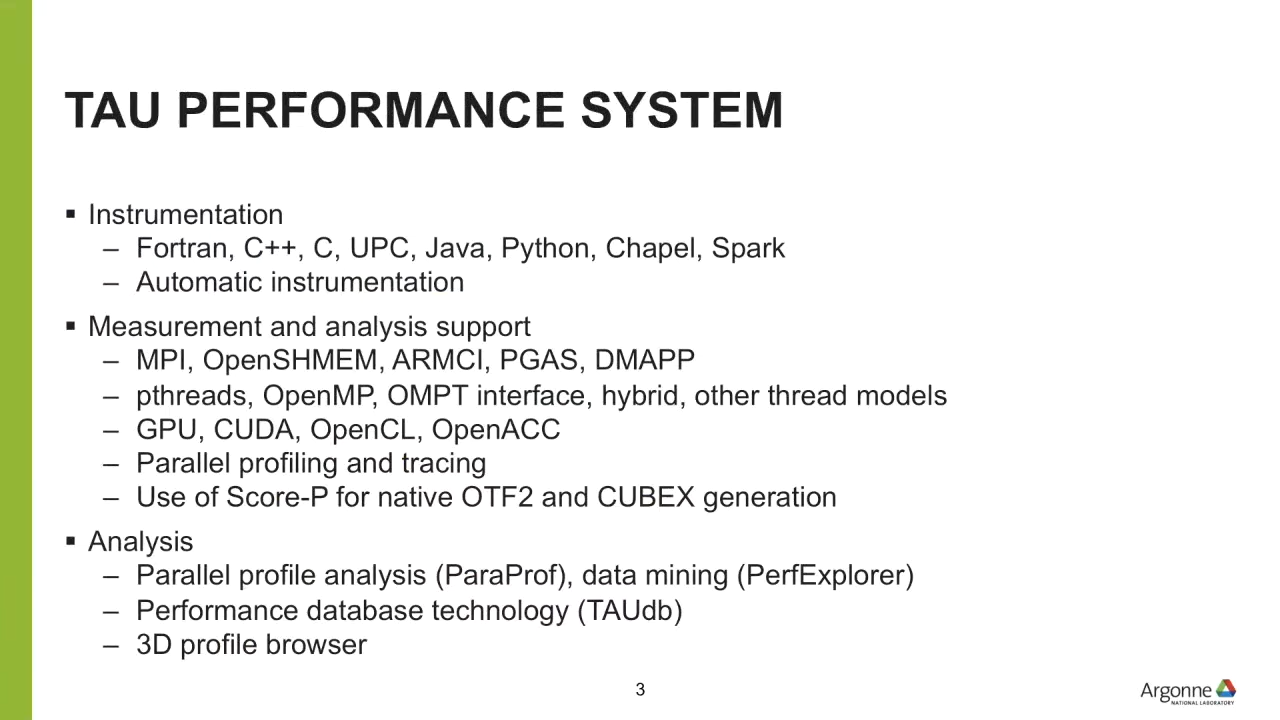 TAU PERFORMANCE SYSTEM
▪ Instrumentation
– Fortran, C++, C, UPC, Java, Python, Chapel, Spark
– Automatic instrumentation
▪ Measurement and analysis support
– MPI, OpenSHMEM, ARMCI, PGAS, DMAPP
– pthreads, OpenMP, OMPT interface, hybrid, other thread models
– GPU, CUDA, OpenCL, OpenACC
– Parallel profiling and tracing
– Use of Score-P for native OTF2 and CUBEX generation
▪ Analysis
– Parallel profile analysis (ParaProf), data mining (PerfExplorer)
– Performance database technology (TAUdb)
– 3D profile browser
3
Argonne
NATIONAL LABORATORY